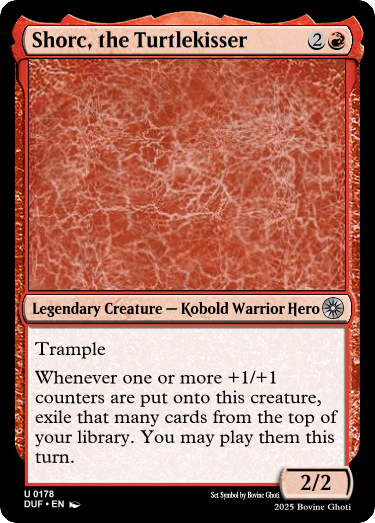 Shorc, the Turtlekisser 2
Legendary Creature — Kobold Warrior Hero
Trample
Whenever one or more +1/+1
counters are put onto this creature,
exile that many cards from the top of
your library. You may play them this
turn.
2/2
U 0178
DUF • EN
Set Symbol by Bovine Ghoti
2025 Bovine Ghoti